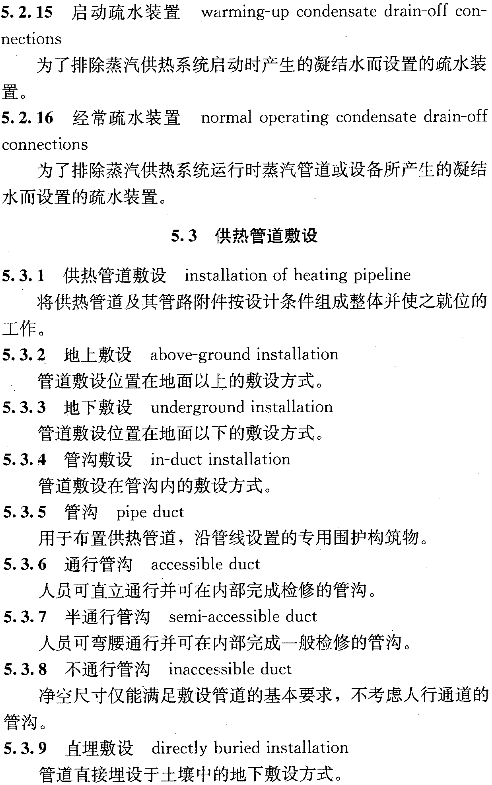 5.2.15 启动疏水装置 warming-up condensate drain-off con-
nections
为了排除蒸汽供热系统启动时产生的凝结水而设置的疏水装
置。
5.2.16 经常疏水装置 normal operating condensate drain-off
connections
为了排除蒸汽供热系统运行时蒸汽管道或设备所产生的凝结
水而设置的疏水装置。
5.3 供热管道敷设
5.3.1 供热管道敷设 installation of heating pipeline
将供热管道及其管路附件按设计条件组成整体并使之就位的
工作。
5.3.2 地上敷设 above-ground installation
管道敷设位置在地面以上的敷设方式。
5.3.3 地下敷设 underground installation
管道敷设位置在地面以下的敷设方式。
5.3.4 管沟敷设 in-duct installation
管道敷设在管沟内的敷设方式。
5.3.5 管沟 pipe duct
用于布置供热管道，沿管线设置的专用围护构筑物。
5.3.6 通行管沟 accessible duct
人员可直立通行并可在内部完成检修的管沟。
5.3.7 半通行管沟 semi-accessible duct
人员可弯腰通行并可在内部完成一般检修的管沟。
5.3.8 不通行管沟 inaccessible duct
净空尺寸仅能满足敷设管道的基本要求，不考虑人行通道的
管沟。
5.3.9 直埋敷设 directly buried installation
管道直接埋设于土壤中的地下敷设方式。